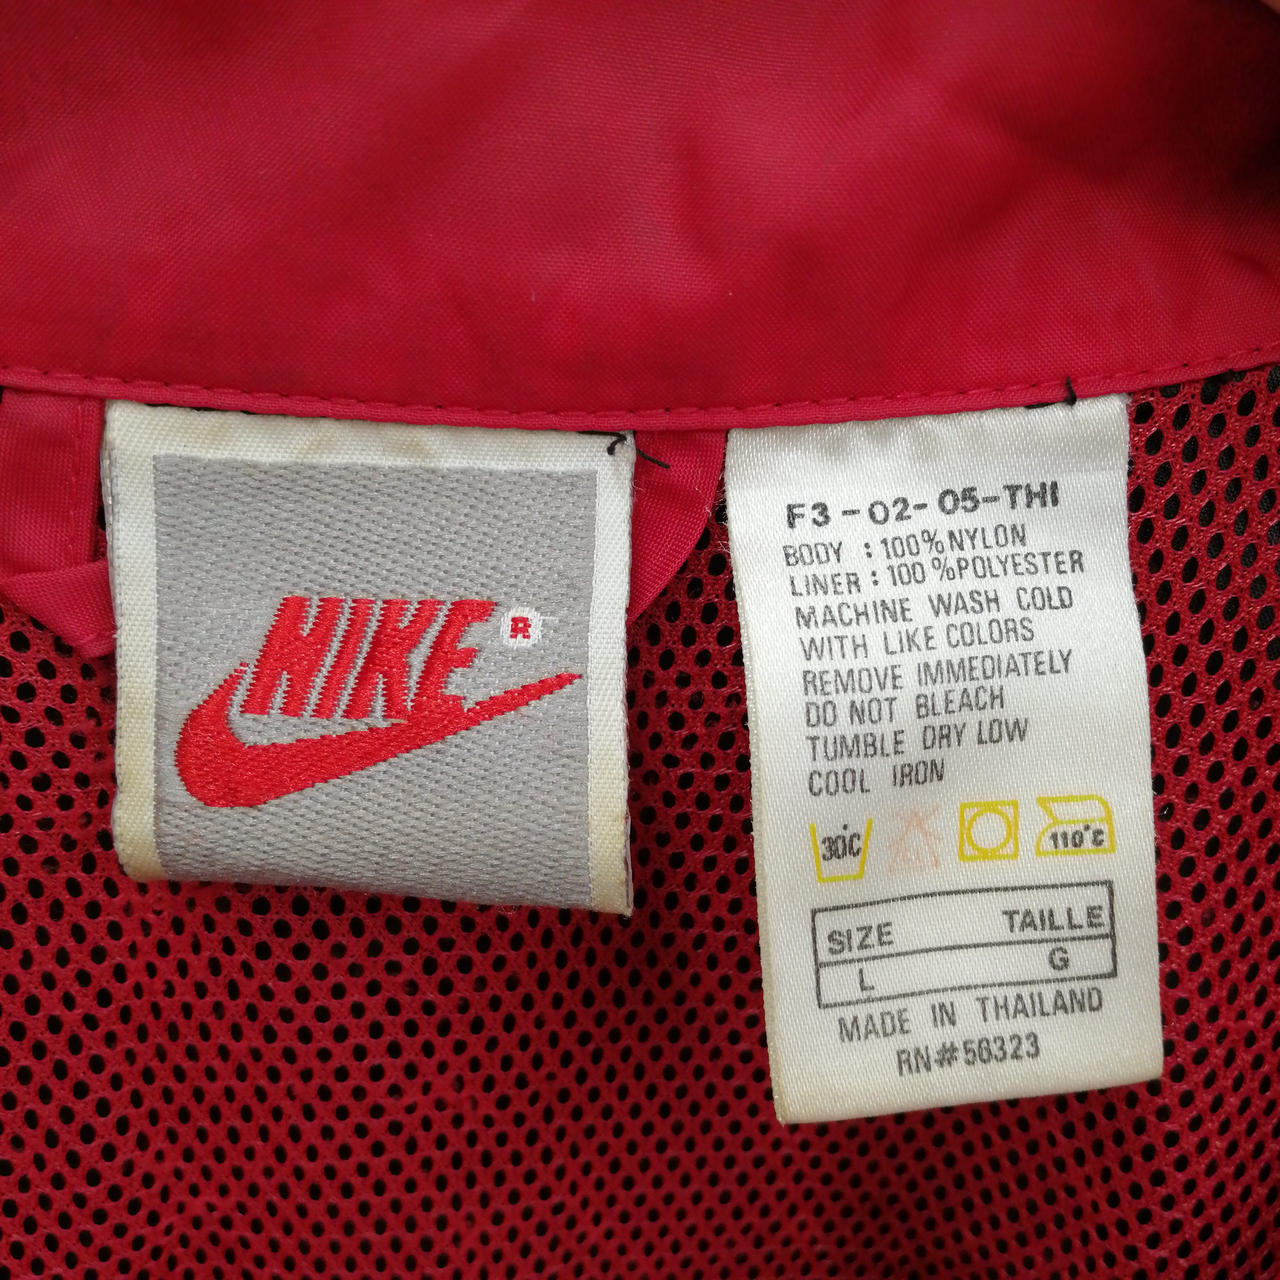 NIKE ®
F3-02-05-THI
BODY : 100% NYLON
LINER : 100% POLYESTER
MACHINE WASH COLD
WITH LIKE COLORS
REMOVE IMMEDIATELY
DO NOT BLEACH
TUMBLE DRY LOW
COOL IRON
30°C 110°C
SIZE TAILLE
L G
MADE IN THAILAND
RN#56323